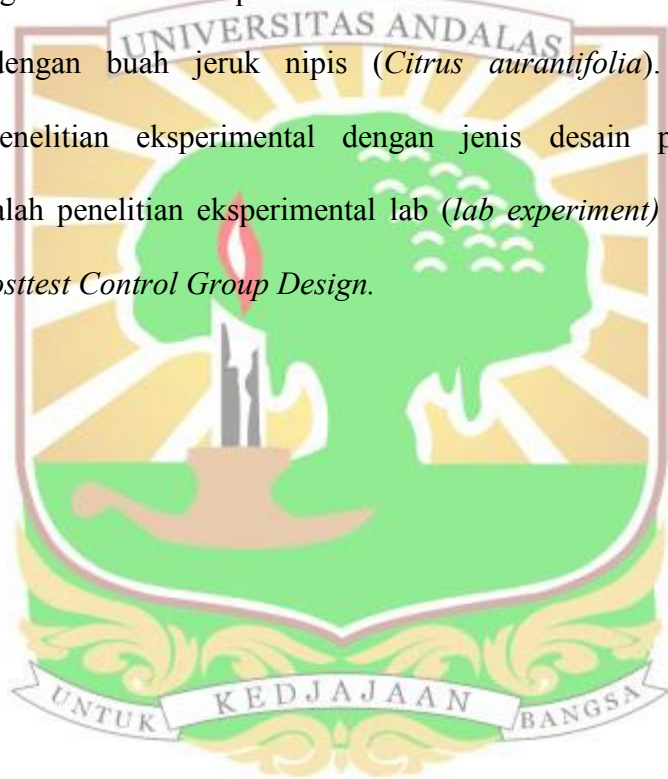 UNIVERSITAS ANDALAS
dengan buah jeruk nipis (Citrus aurantifolia).
enelitian eksperimental dengan jenis desain p
alah penelitian eksperimental lab (lab experiment)
osttest Control Group Design.
UNTUK KEDJAJAAN BANGSA